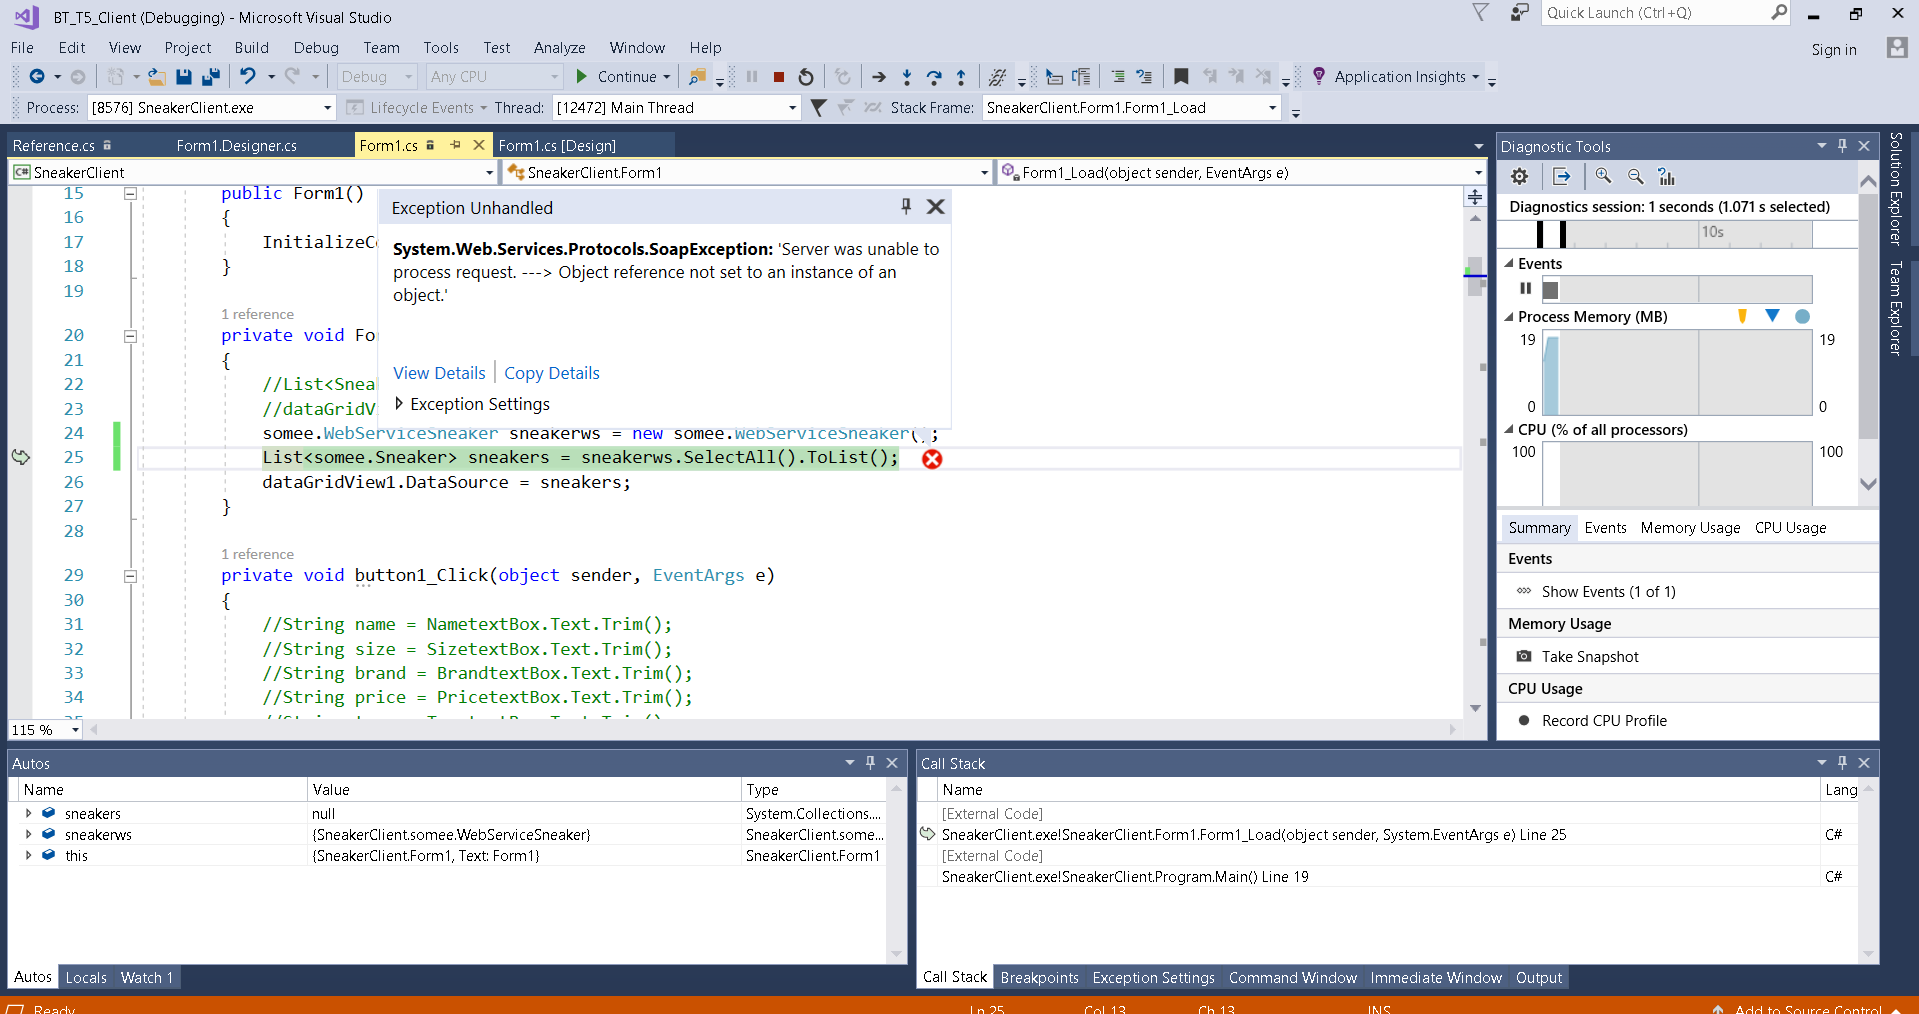 BT_T5_Client (Debugging) - Microsoft Visual Studio
Quick Launch (Ctrl+Q)
File Edit View Project Build Debug Team Tools Test Analyze Window Help
Sign in
Debug Any CPU Continue Application Insights
Process: [8576] SneakerClient.exe Lifecycle Events Thread: [12472] Main Thread Stack Frame: SneakerClient.Form1.Form1_Load
Reference.cs Form1.Designer.cs Form1.cs Form1.cs [Design]
C# SneakerClient SneakerClient.Form1 Form1_Load(object sender, EventArgs e)
15 public Form1()
16 {
17 InitializeCo
18 }
19
1 reference
20 private void Fo
21 {
22 //List<Sneak
23 //dataGridVi
24 somee.WebServiceSneaker sneakerws = new somee.WebServiceSneaker();
25 List<somee.Sneaker> sneakers = sneakerws.SelectAll().ToList();
26 dataGridView1.DataSource = sneakers;
27 }
28
1 reference
29 private void button1_Click(object sender, EventArgs e)
30 {
31 //String name = NametextBox.Text.Trim();
32 //String size = SizetextBox.Text.Trim();
33 //String brand = BrandtextBox.Text.Trim();
34 //String price = PricetextBox.Text.Trim();
115 %
Exception Unhandled
System.Web.Services.Protocols.SoapException: 'Server was unable to
process request. ---> Object reference not set to an instance of an
object.'
View Details Copy Details
Exception Settings
Diagnostic Tools
Diagnostics session: 1 seconds (1.071 s selected)
10s
Events
Process Memory (MB)
19 19
0 0
CPU (% of all processors)
100 100
Summary Events Memory Usage CPU Usage
Events
Show Events (1 of 1)
Memory Usage
Take Snapshot
CPU Usage
Record CPU Profile
Solution Explorer
Team Explorer
Autos
Name Value Type
sneakers null System.Collections....
sneakerws {SneakerClient.somee.WebServiceSneaker} SneakerClient.some...
this {SneakerClient.Form1, Text: Form1} SneakerClient.Form1
Autos Locals Watch 1
Call Stack
Name Lang
[External Code]
SneakerClient.exe!SneakerClient.Form1.Form1_Load(object sender, System.EventArgs e) Line 25 C#
[External Code]
SneakerClient.exe!SneakerClient.Program.Main() Line 19 C#
Call Stack Breakpoints Exception Settings Command Window Immediate Window Output
Ready Ln 25 Col 13 Ch 13 INS Add to Source Control